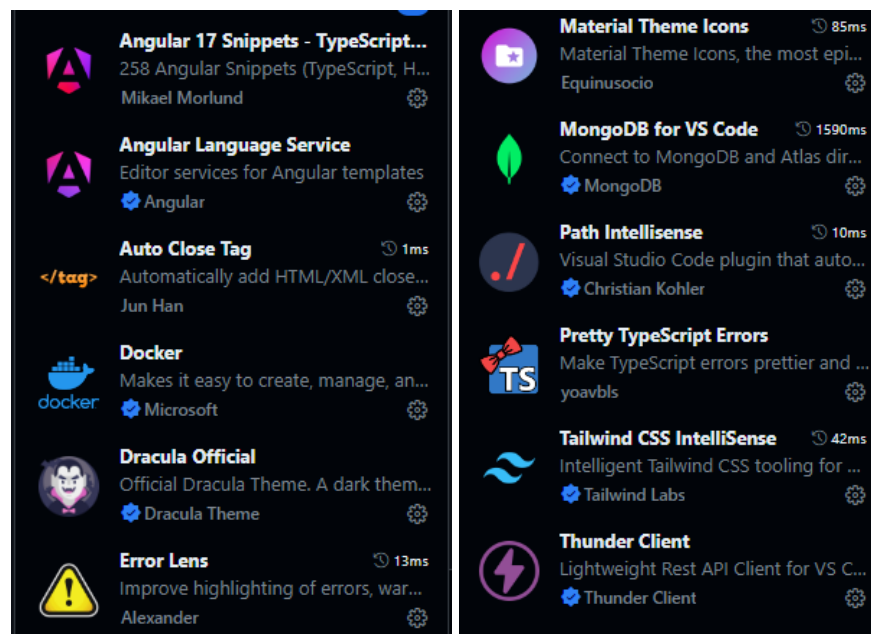 Angular 17 Snippets - TypeScript...
258 Angular Snippets (TypeScript, H...
Mikael Morlund
Angular Language Service
Editor services for Angular templates
Angular
Auto Close Tag 1ms
</tag>
Automatically add HTML/XML close...
Jun Han
Docker
Makes it easy to create, manage, an...
docker
Microsoft
Dracula Official
Official Dracula Theme. A dark them...
Dracula Theme
Error Lens 13ms
Improve highlighting of errors, war...
Alexander
Material Theme Icons 85ms
Material Theme Icons, the most epi...
Equinusocio
MongoDB for VS Code 1590ms
Connect to MongoDB and Atlas dir...
MongoDB
Path Intellisense 10ms
./
Visual Studio Code plugin that auto...
Christian Kohler
Pretty TypeScript Errors
Make TypeScript errors prettier and ...
TS
yoavbls
Tailwind CSS IntelliSense 42ms
Intelligent Tailwind CSS tooling for ...
Tailwind Labs
Thunder Client
Lightweight Rest API Client for VS C...
Thunder Client